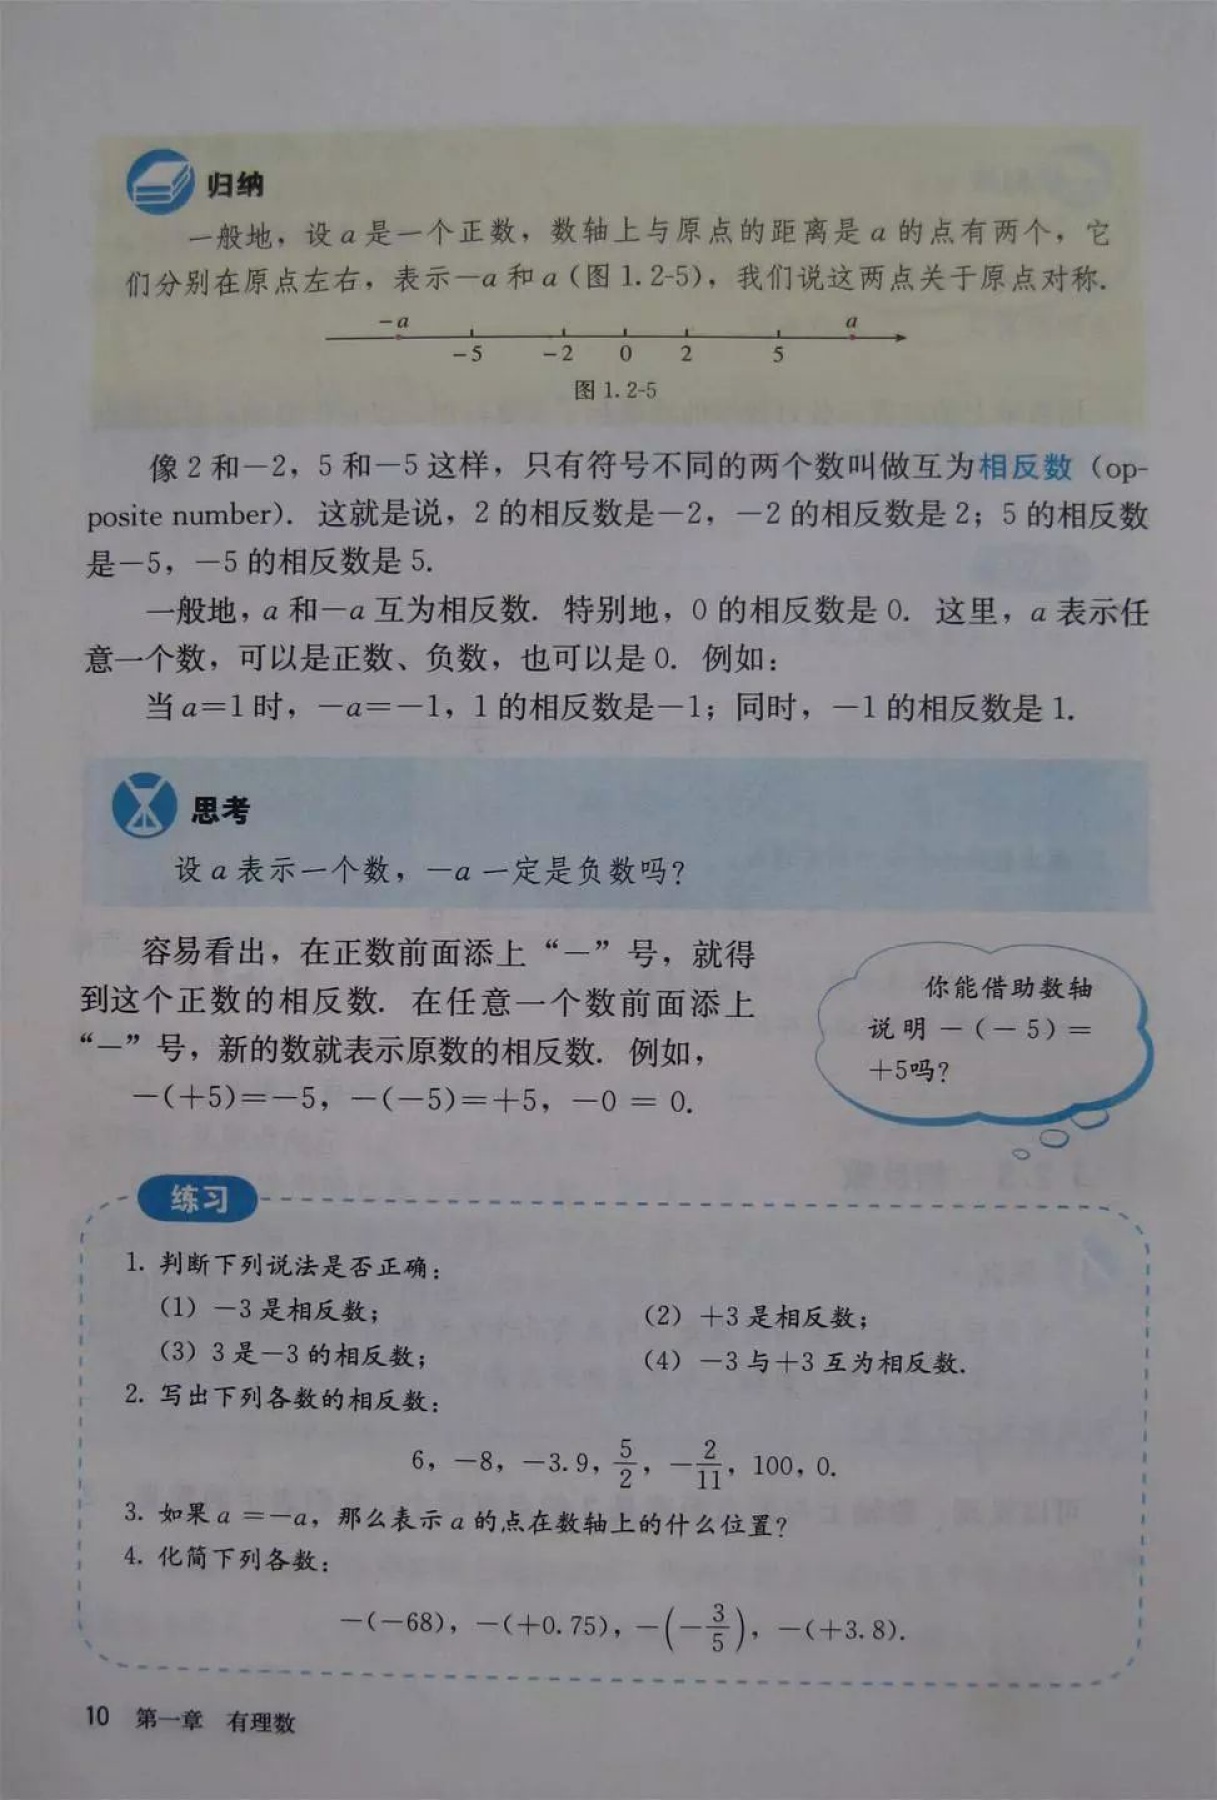 归纳
一般地，设 a 是一个正数，数轴上与原点的距离是 a 的点有两个，它
们分别在原点左右，表示－a 和 a（图 1.2-5），我们说这两点关于原点对称.
－a a
－5 －2 0 2 5
图 1.2-5
像 2 和－2，5 和－5 这样，只有符号不同的两个数叫做互为相反数（op-
posite number）. 这就是说，2 的相反数是－2，－2 的相反数是 2；5 的相反数
是－5，－5 的相反数是 5.
一般地，a 和－a 互为相反数. 特别地，0 的相反数是 0. 这里，a 表示任
意一个数，可以是正数、负数，也可以是 0. 例如：
当 a＝1 时，－a＝－1，1 的相反数是－1；同时，－1 的相反数是 1.
思考
设 a 表示一个数，－a 一定是负数吗？
容易看出，在正数前面添上“－”号，就得
到这个正数的相反数. 在任意一个数前面添上
“－”号，新的数就表示原数的相反数. 例如，
－(＋5)＝－5，－(－5)＝＋5，－0 ＝ 0.
你能借助数轴
说明－(－5)＝
＋5吗？
练习
1. 判断下列说法是否正确：
（1）－3 是相反数； （2）＋3 是相反数；
（3）3 是－3 的相反数； （4）－3 与＋3 互为相反数.
2. 写出下列各数的相反数：
6，－8，－3.9，5/2，－2/11，100，0.
3. 如果 a ＝－a，那么表示 a 的点在数轴上的什么位置？
4. 化简下列各数：
－(－68)，－(＋0.75)，－(－3/5)，－(＋3.8).
10 第一章 有理数